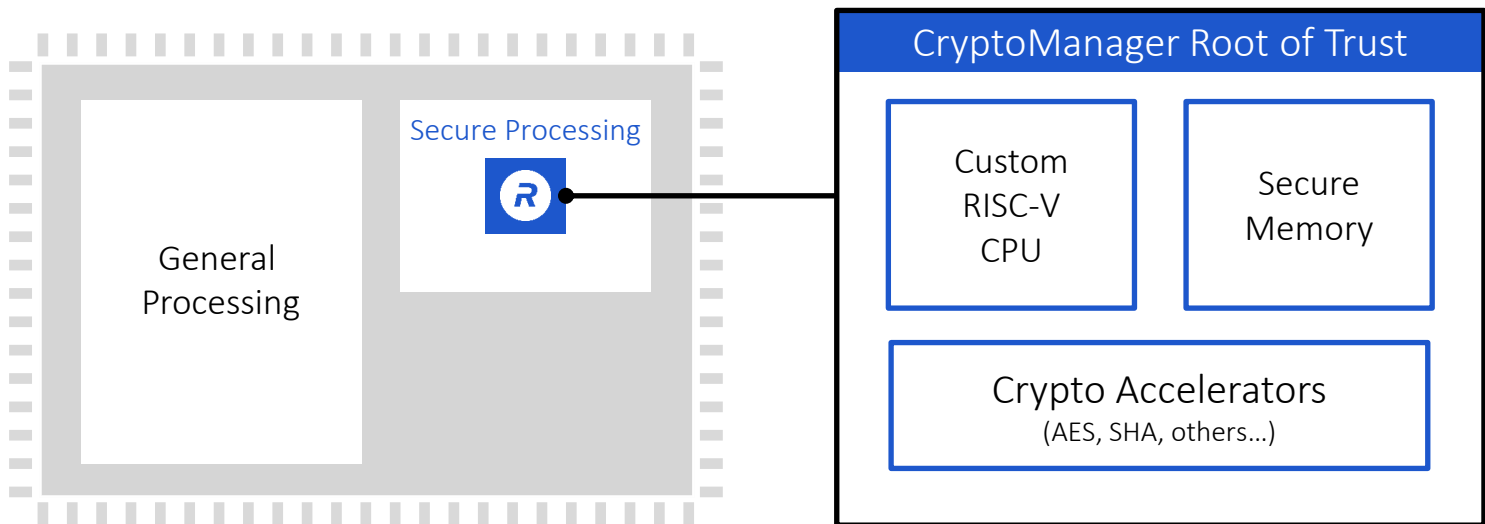 General
Processing
Secure Processing
R
CryptoManager Root of Trust
Custom
RISC-V
CPU
Secure
Memory
Crypto Accelerators
(AES, SHA, others...)